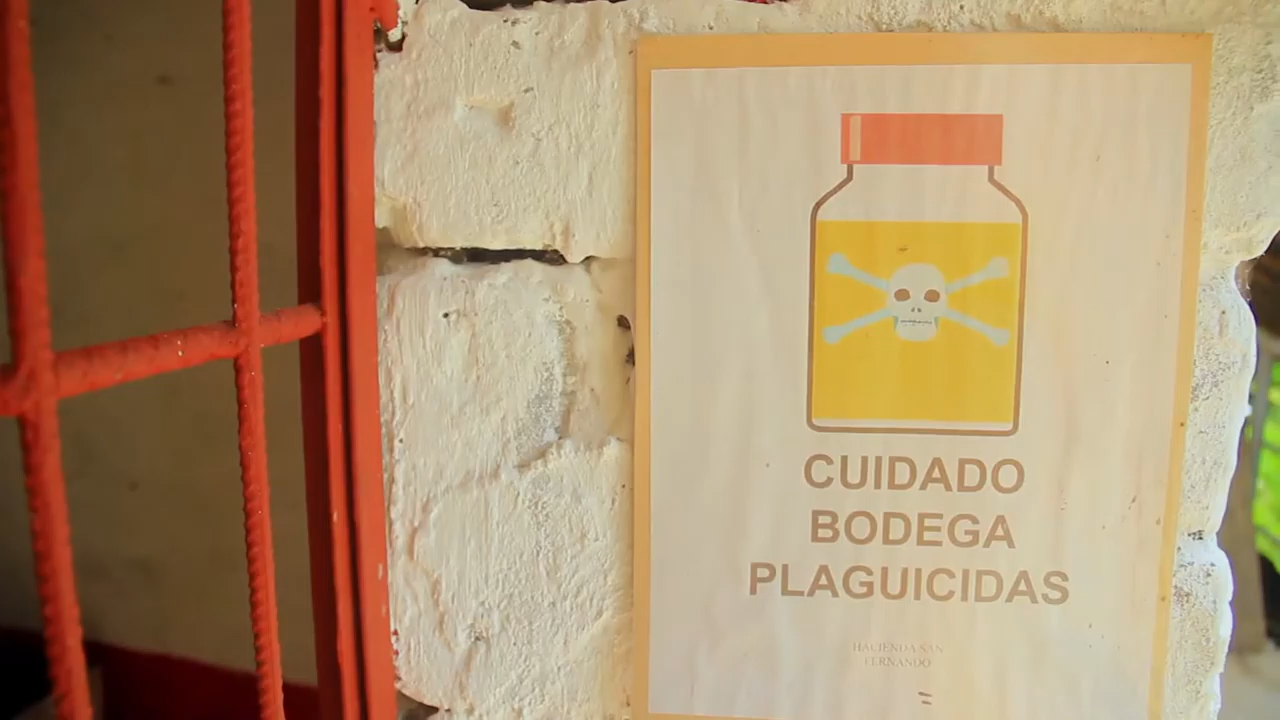 CUIDADO
BODEGA
PLAGUICIDAS
HACIENDA SAN
FERNANDO